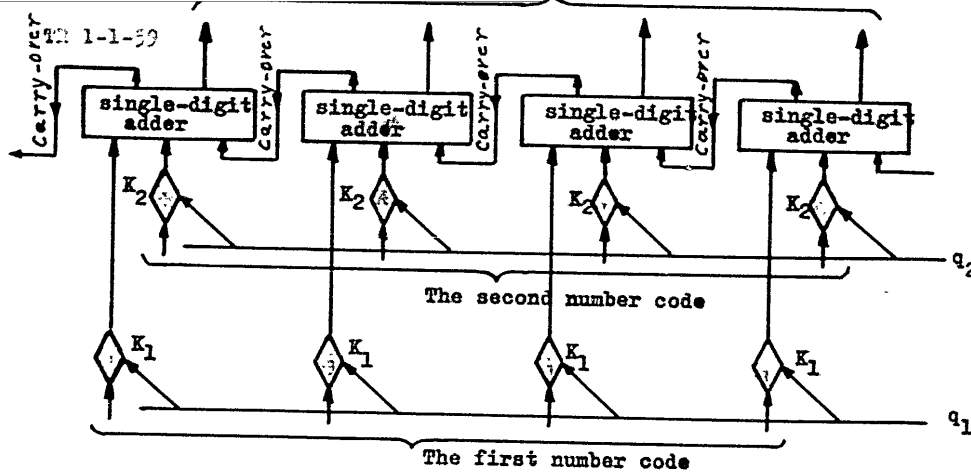 TR 1-1-59
Carry-over
Carry-over
Carry-over
Carry-over
single-digit adder
single-digit adder
single-digit adder
single-digit adder
K2
K2
K2
K2
q2
The second number code
K1
K1
K1
K1
q1
The first number code